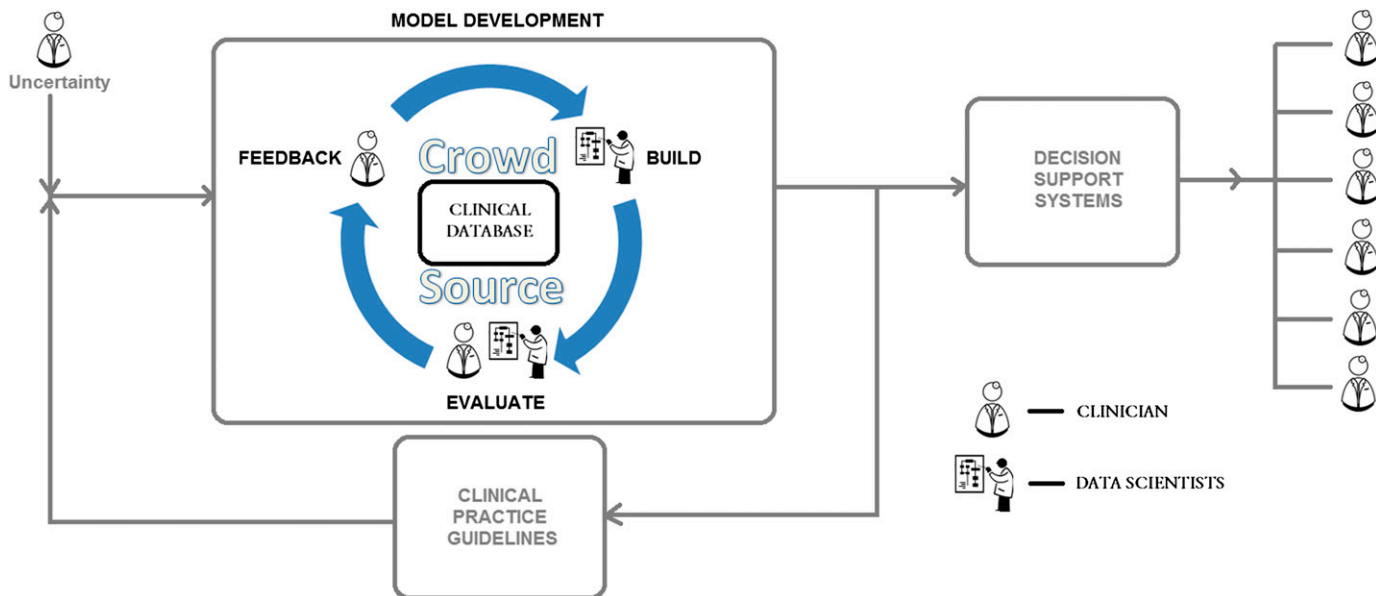 MODEL DEVELOPMENT
Uncertainty
FEEDBACK
Crowd
BUILD
CLINICAL
DATABASE
Source
EVALUATE
DECISION
SUPPORT
SYSTEMS
CLINICIAN
DATA SCIENTISTS
CLINICAL
PRACTICE
GUIDELINES